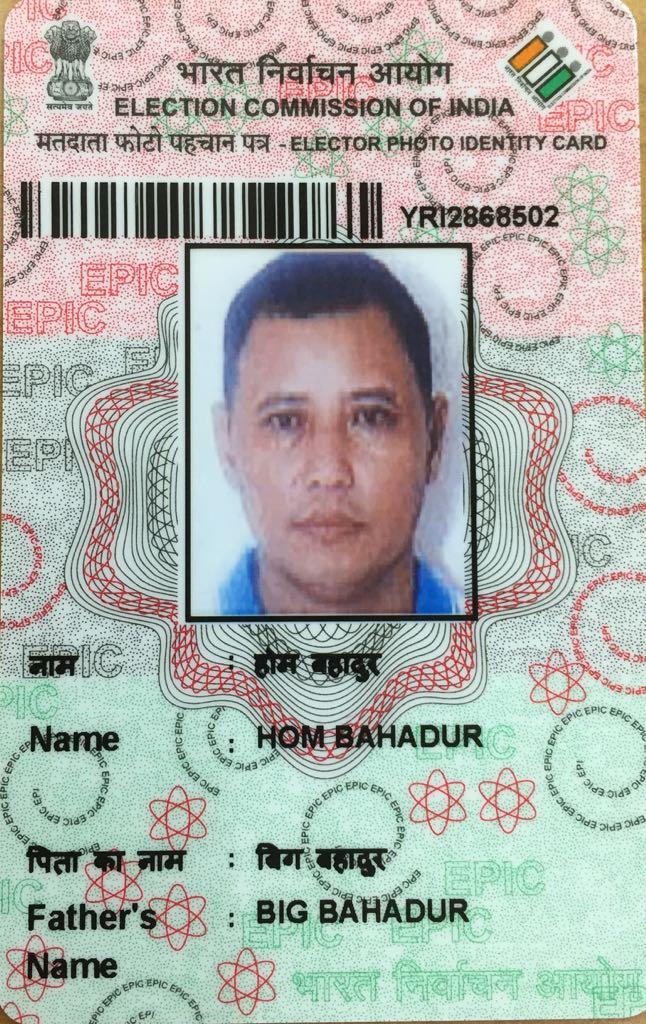 सत्यमेव जयते
भारत निर्वाचन आयोग
ELECTION COMMISSION OF INDIA
मतदाता फोटो पहचान पत्र - ELECTOR PHOTO IDENTITY CARD
YRI2868502
नाम : होम बहादुर
Name : HOM BAHADUR
पिता का नाम : बिग बहादुर
Father's : BIG BAHADUR
Name
भारत निर्वाचन आयोग